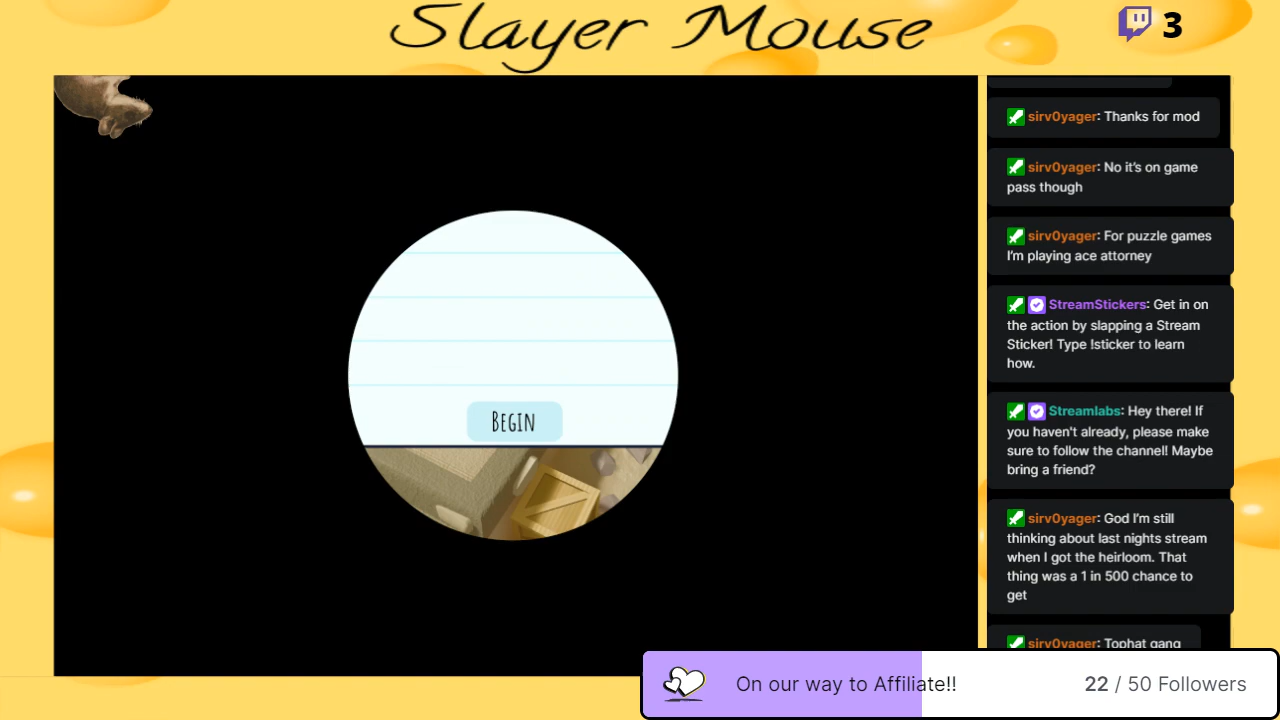 Slayer Mouse
3
sirv0yager: Thanks for mod
sirv0yager: No it's on game
pass though
sirv0yager: For puzzle games
I'm playing ace attorney
StreamStickers: Get in on
the action by slapping a Stream
Sticker! Type !sticker to learn
how.
Streamlabs: Hey there! If
you haven't already, please make
sure to follow the channel! Maybe
bring a friend?
sirv0yager: God I'm still
thinking about last nights stream
when I got the heirloom. That
thing was a 1 in 500 chance to
get
sirv0yager: Tophat gang
Begin
On our way to Affiliate!!
22 / 50 Followers